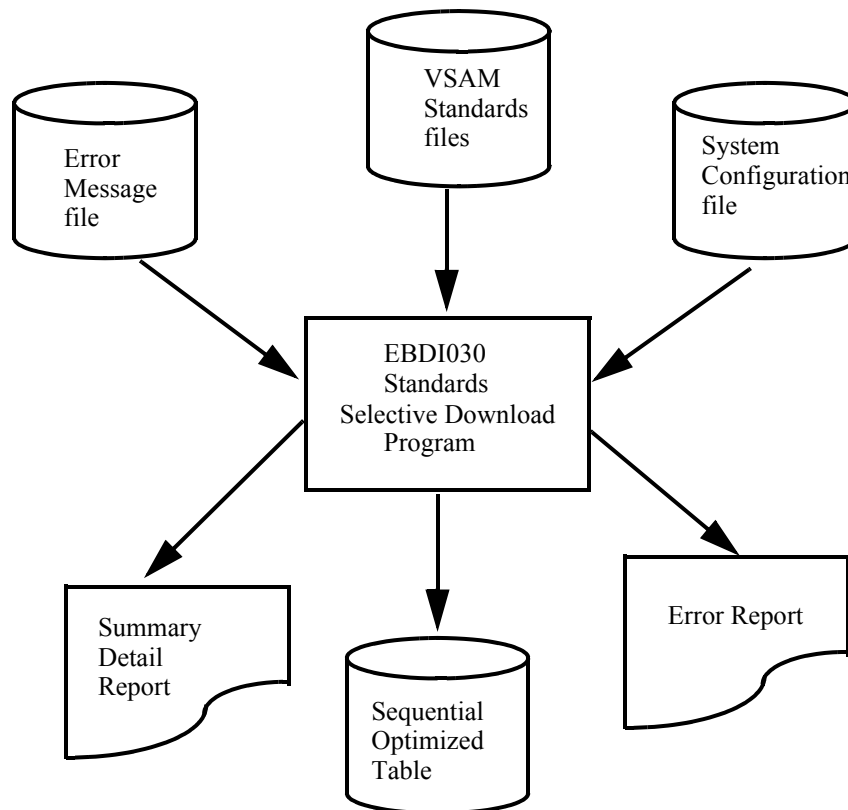 VSAM
Standards
files
Error
Message
file
System
Configuration
file
EBDI030
Standards
Selective Download
Program
Summary
Detail
Report
Sequential
Optimized
Table
Error Report